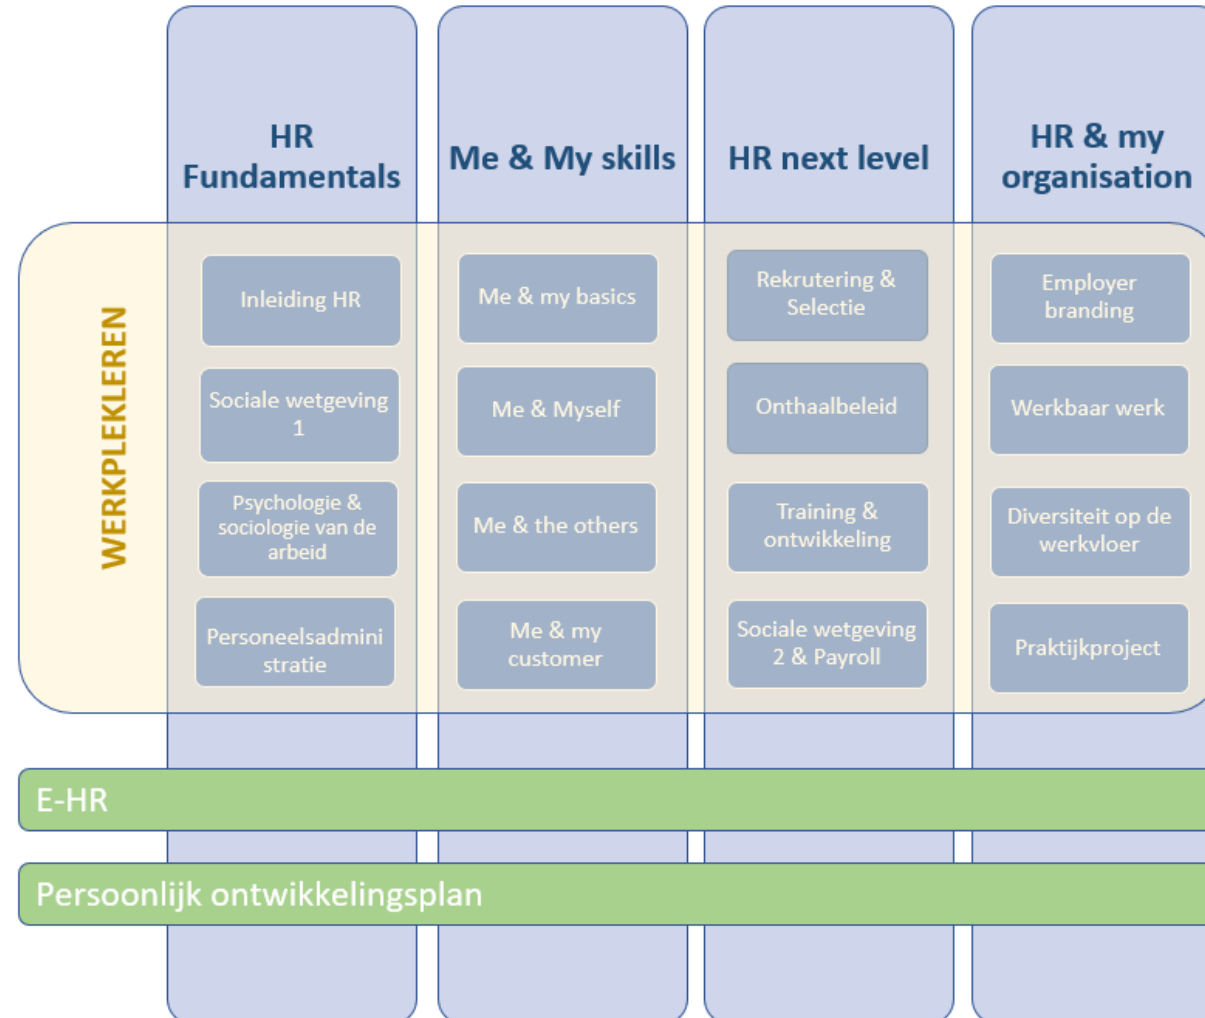 HR
Fundamentals
Me & My skills
HR next level
HR & my
organisation
WERKPLEKLEREN
Inleiding HR
Me & my basics
Rekrutering &
Selectie
Employer
branding
Sociale wetgeving
1
Me & Myself
Onthaalbeleid
Werkbaar werk
Psychologie &
sociologie van de
arbeid
Me & the others
Training &
ontwikkeling
Diversiteit op de
werkvloer
Personeelsadmini
stratie
Me & my
customer
Sociale wetgeving
2 & Payroll
Praktijkproject
E-HR
Persoonlijk ontwikkelingsplan